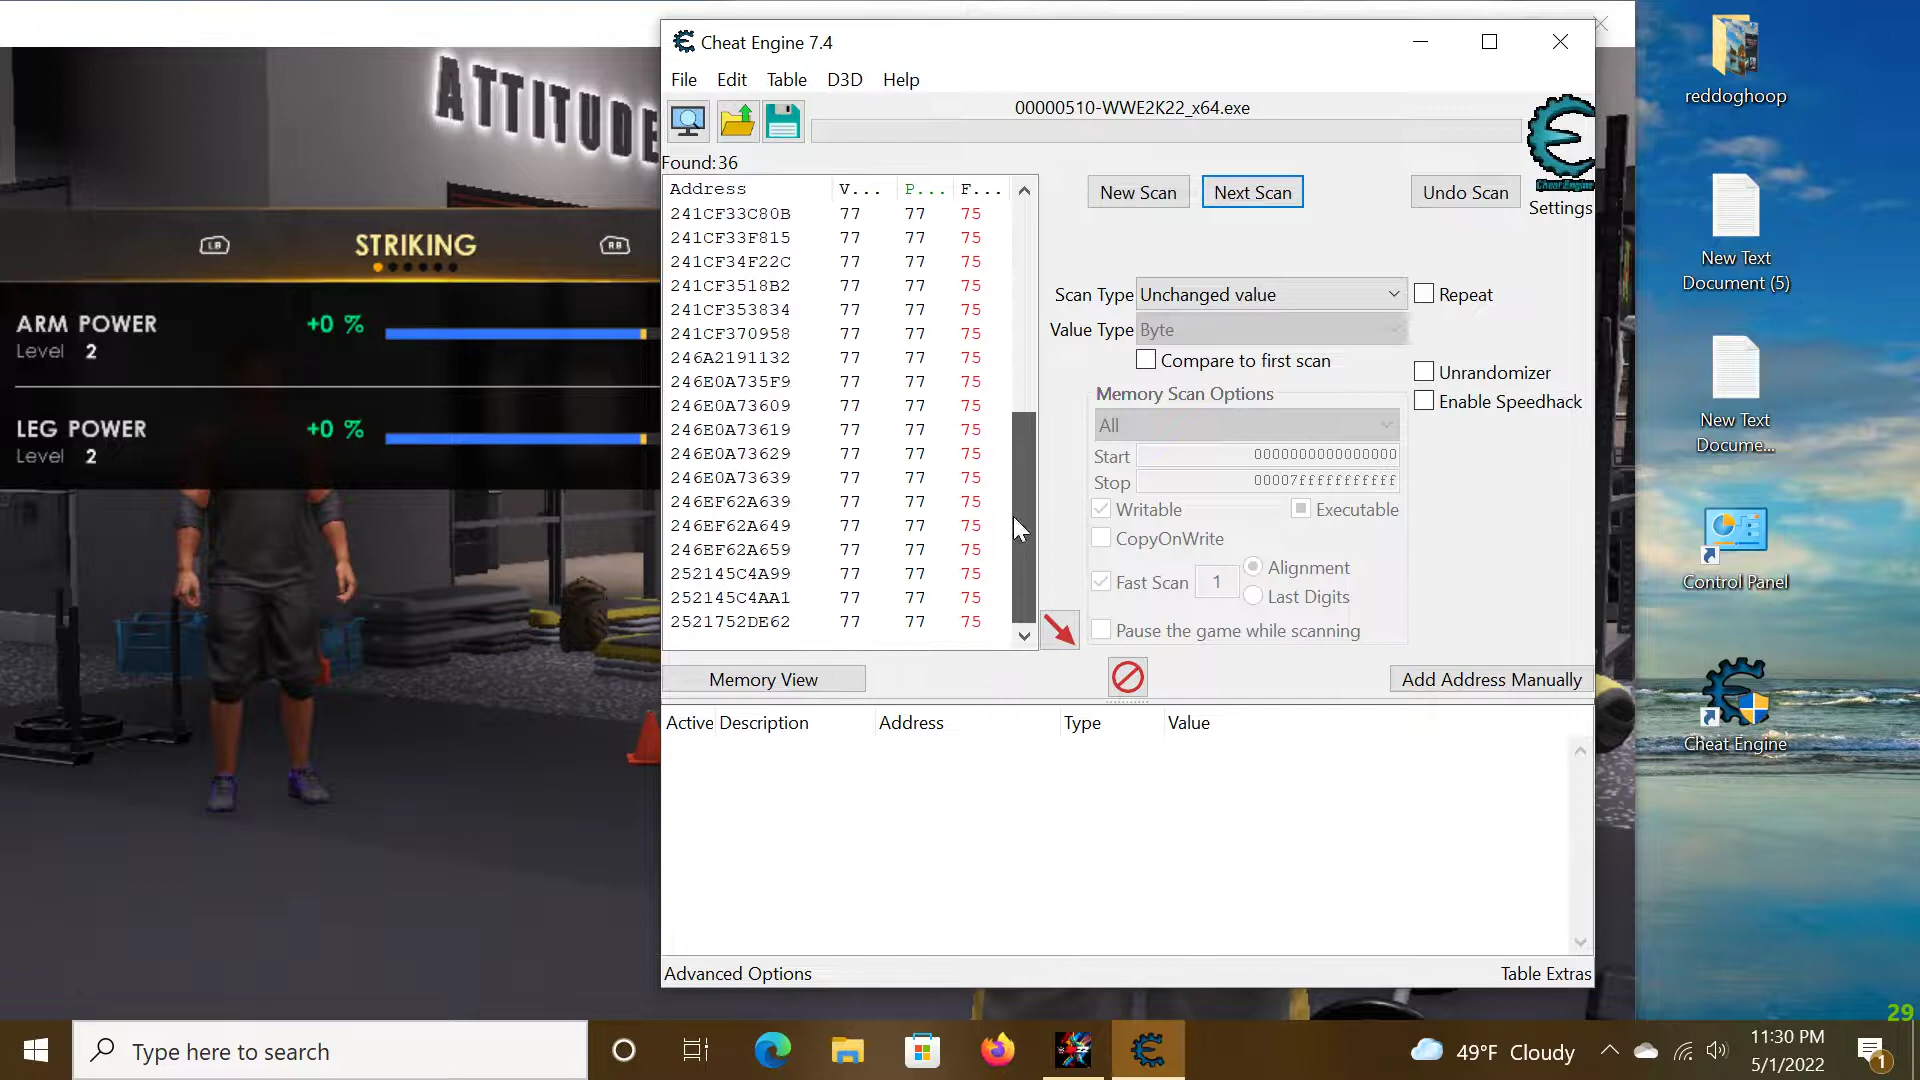 ATTITUDE
LB
STRIKING
RB
ARM POWER
+0 %
Level 2
LEG POWER
+0 %
Level 2
Cheat Engine 7.4
File Edit Table D3D Help
00000510-WWE2K22_x64.exe
Found:36
Address V... P... F...
241CF33C80B 77 77 75
241CF33F815 77 77 75
241CF34F22C 77 77 75
241CF3518B2 77 77 75
241CF353834 77 77 75
241CF370958 77 77 75
246A2191132 77 77 75
246E0A735F9 77 77 75
246E0A73609 77 77 75
246E0A73619 77 77 75
246E0A73629 77 77 75
246E0A73639 77 77 75
246EF62A639 77 77 75
246EF62A649 77 77 75
246EF62A659 77 77 75
252145C4A99 77 77 75
252145C4AA1 77 77 75
2521752DE62 77 77 75
New Scan
Next Scan
Undo Scan
Cheat Engine
Settings
Scan Type Unchanged value
Repeat
Value Type Byte
Compare to first scan
Unrandomizer
Enable Speedhack
Memory Scan Options
All
Start 0000000000000000
Stop 00007fffffffffff
Writable
Executable
CopyOnWrite
Fast Scan 1
Alignment
Last Digits
Pause the game while scanning
Memory View
Add Address Manually
Active Description Address Type Value
Advanced Options
Table Extras
reddoghoop
New Text
Document (5)
New Text
Docume...
Control Panel
Cheat Engine
29
Type here to search
49°F Cloudy
11:30 PM
5/1/2022
1